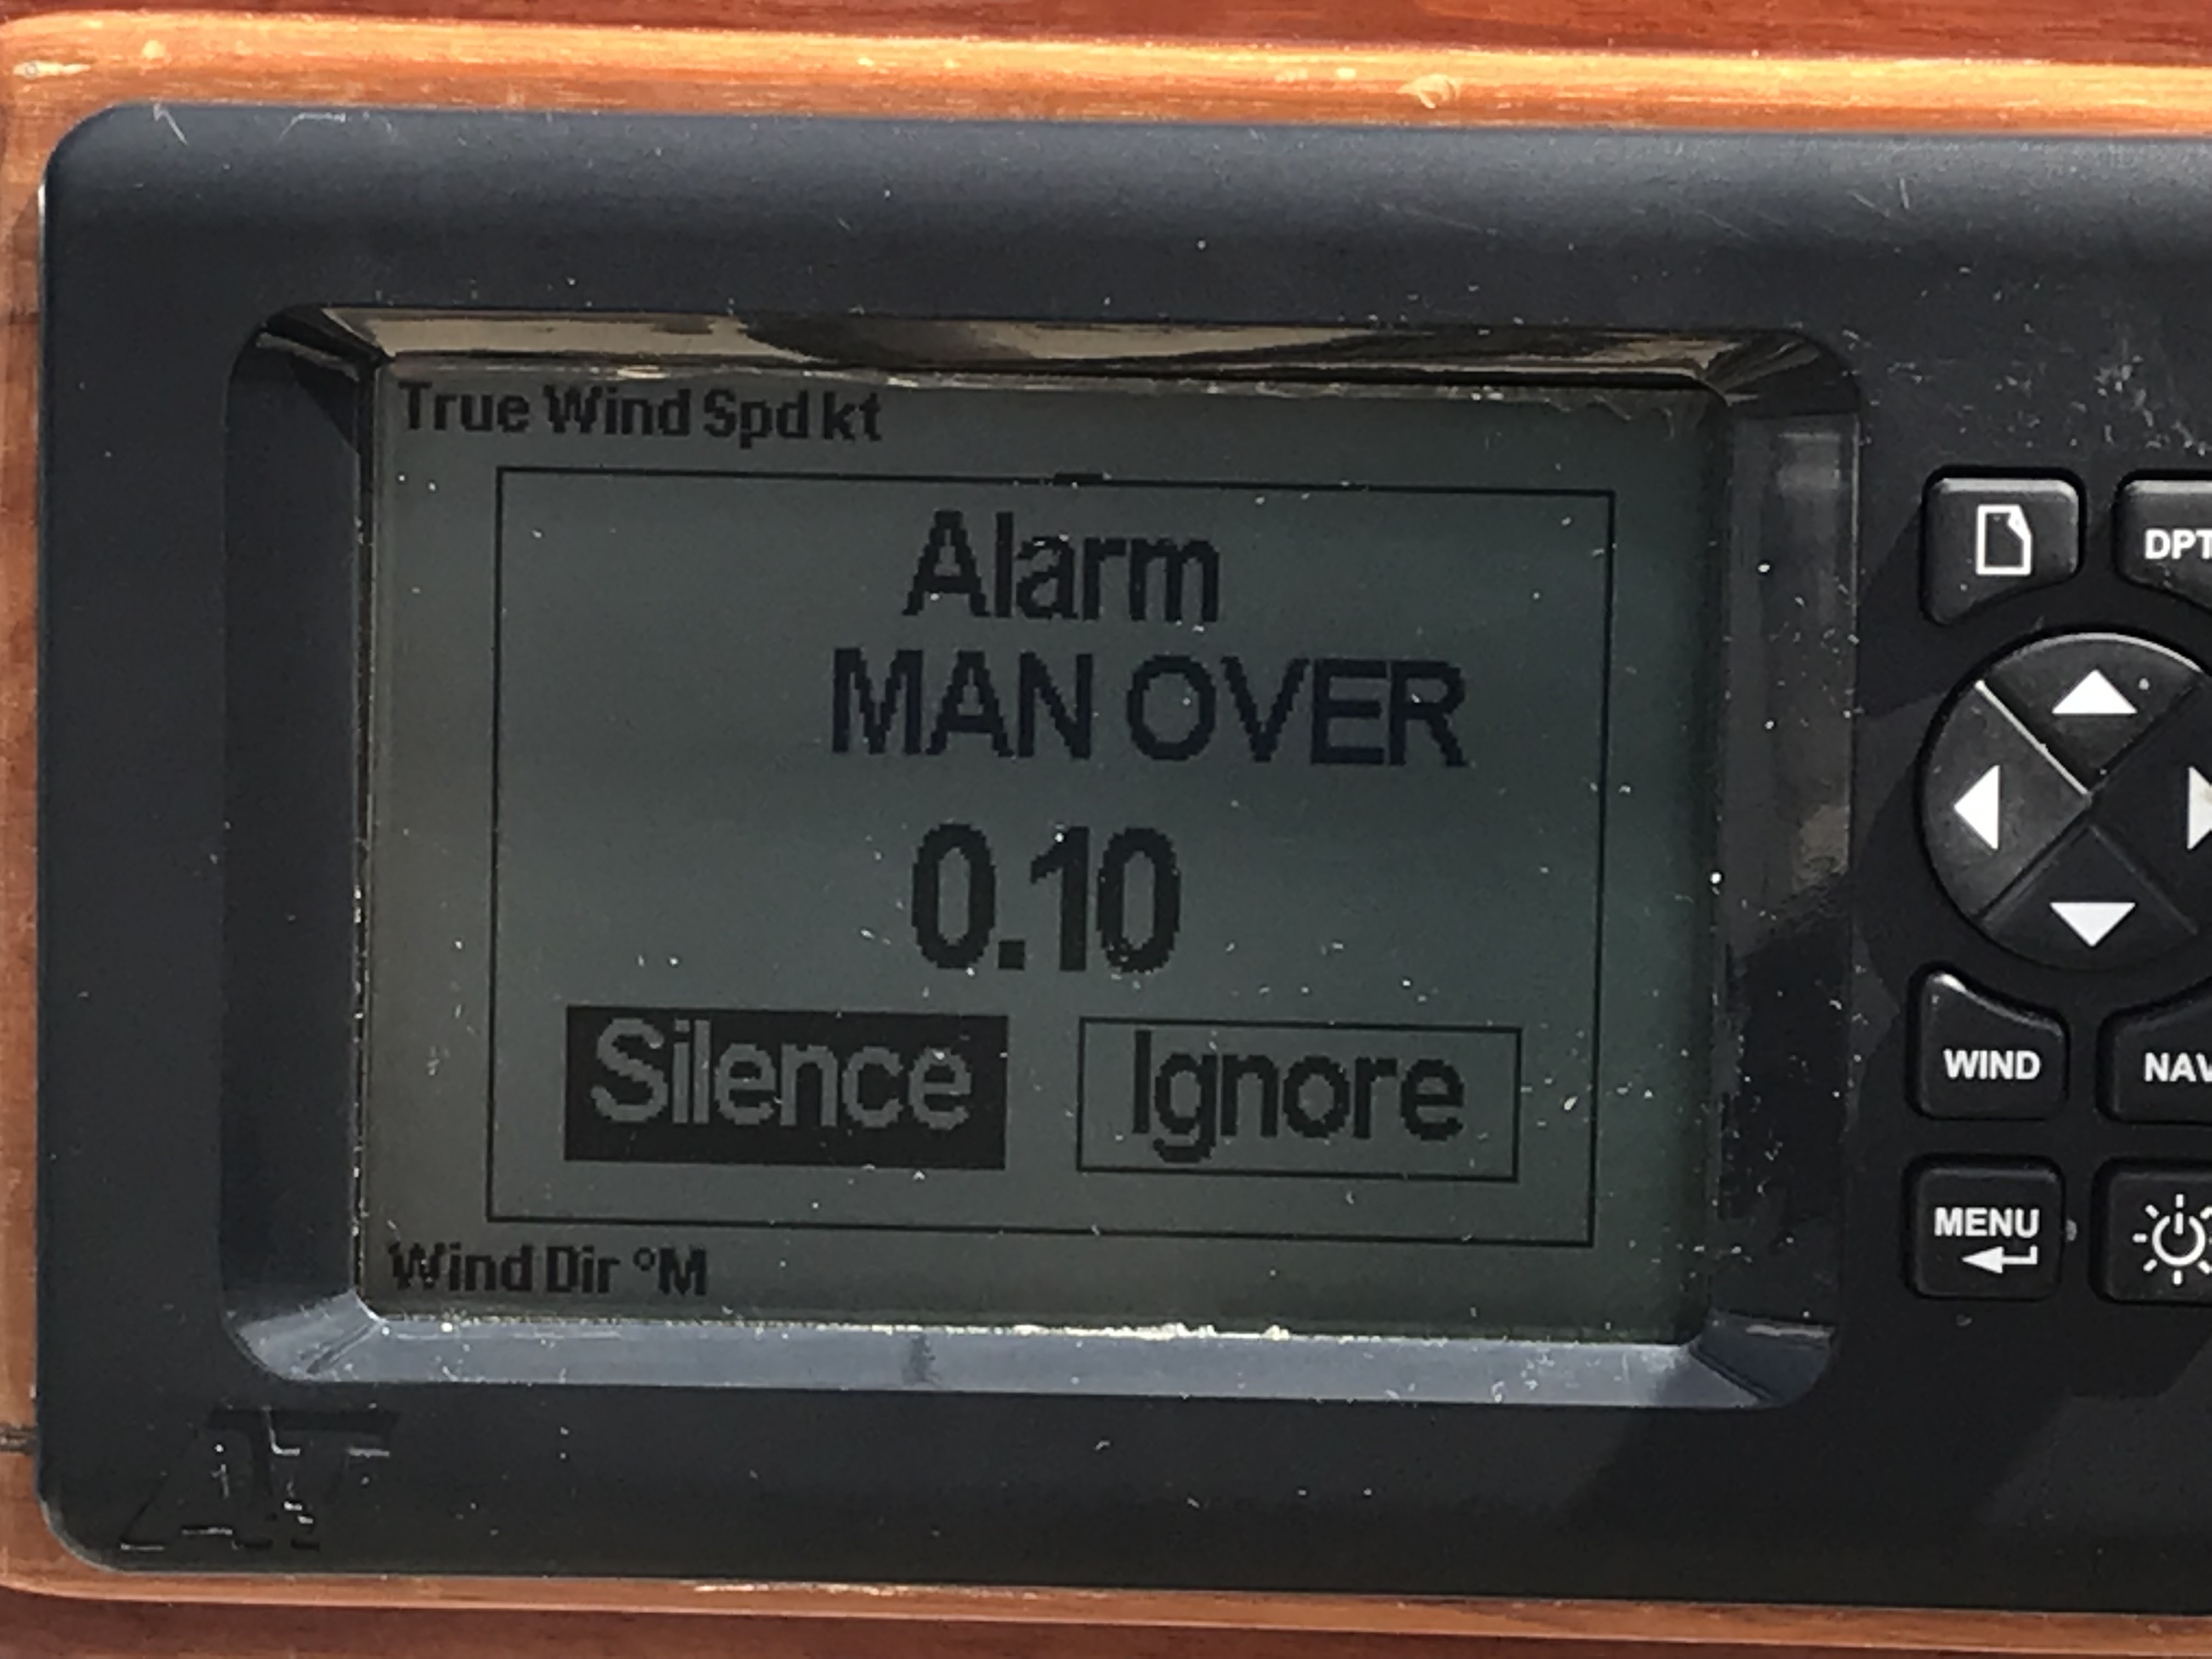 True Wind Spd kt
Alarm
MAN OVER
0.10
Silence Ignore
Wind Dir °M
DPT
WIND NAV
MENU